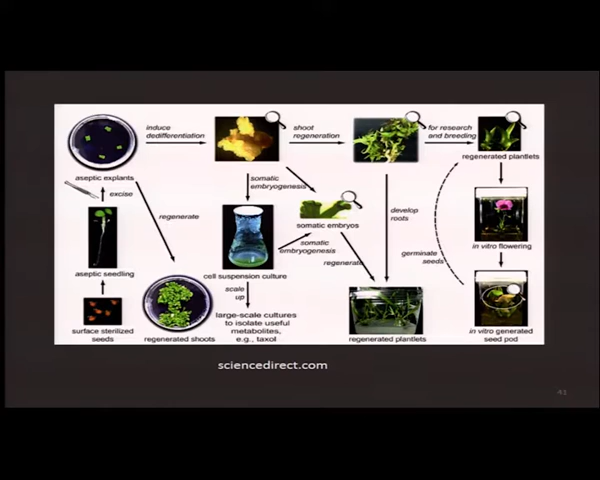 induce
dedifferentiation
shoot
regeneration
for research
and breeding
aseptic explants
regenerated plantlets
excise
somatic
embryogenesis
regenerate
develop
roots
somatic embryos
in vitro flowering
somatic
embryogenesis
regenerate
germinate
seeds
aseptic seedling
cell suspension culture
scale
up
surface sterilized
seeds
regenerated shoots
large-scale cultures
to isolate useful
metabolites,
e.g., taxol
regenerated plantlets
in vitro generated
seed pod
sciencedirect.com
43